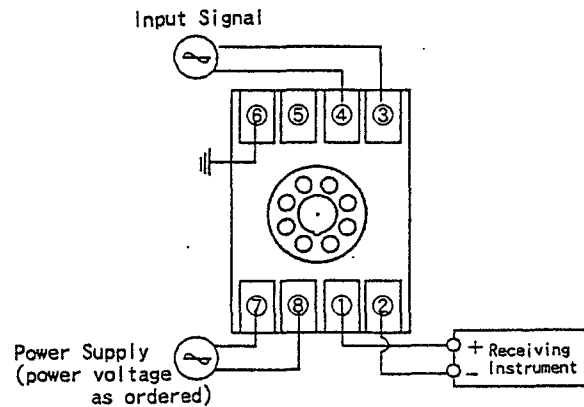 Input Signal
⑥ ⑤ ④ ③
⑦ ⑧ ① ②
Power Supply
(power voltage
as ordered)
+ Receiving
- Instrument